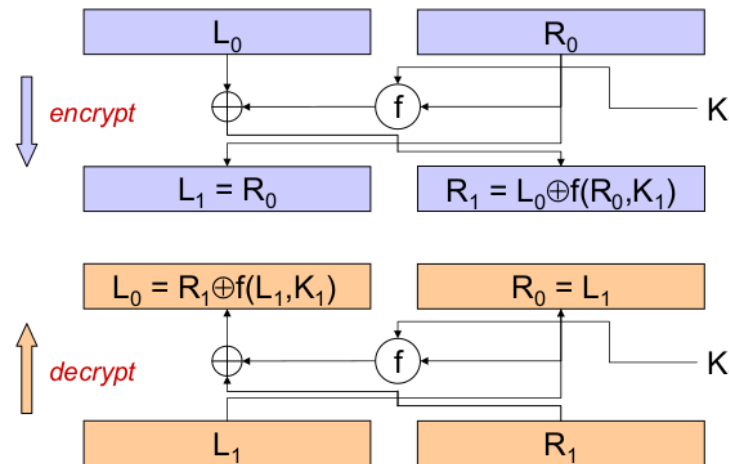 L₀
R₀
encrypt
f
K
L₁ = R₀
R₁ = L₀⊕f(R₀,K₁)
L₀ = R₁⊕f(L₁,K₁)
R₀ = L₁
decrypt
f
K
L₁
R₁